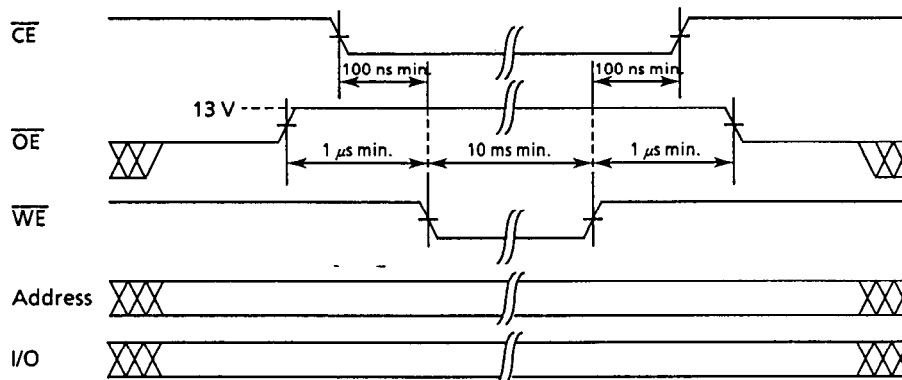 CE
100 ns min.
100 ns min.
13 V
OE
1 μs min.
10 ms min.
1 μs min.
WE
Address
I/O